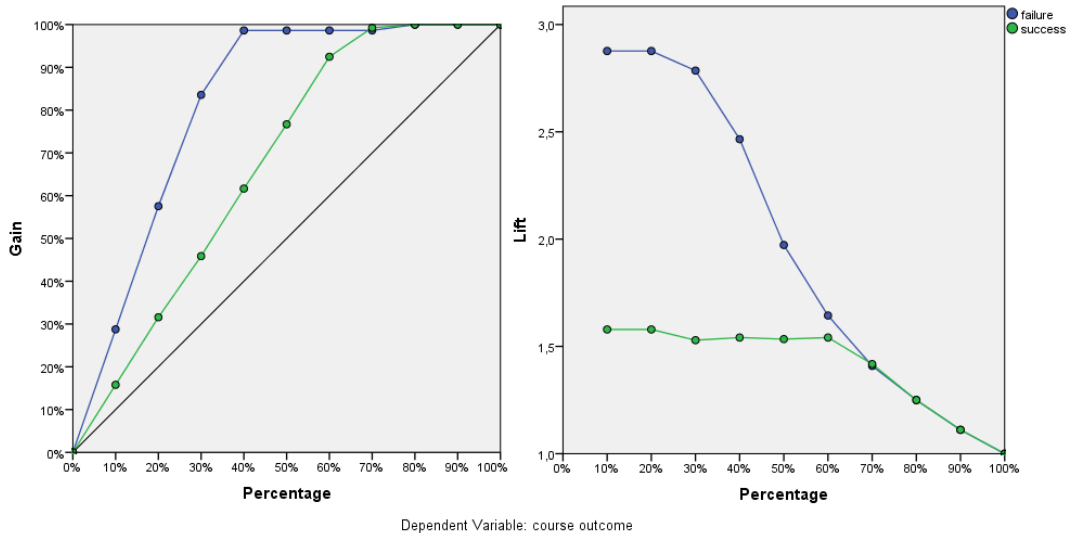 100%
90%
80%
70%
60%
50%
40%
30%
20%
10%
0%
Gain
0% 10% 20% 30% 40% 50% 60% 70% 80% 90% 100%
Percentage
3,0
2,5
2,0
1,5
1,0
Lift
0% 10% 20% 30% 40% 50% 60% 70% 80% 90% 100%
Percentage
failure
success
Dependent Variable: course outcome